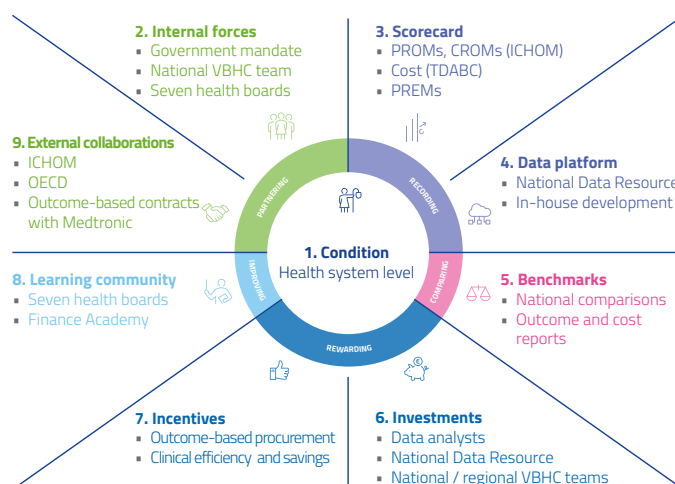 2. Internal forces
▪ Government mandate
▪ National VBHC team
▪ Seven health boards
3. Scorecard
▪ PROMs, CROMs (ICHOM)
▪ Cost (TDABC)
▪ PREMs
9. External collaborations
▪ ICHOM
▪ OECD
▪ Outcome-based contracts
with Medtronic
4. Data platform
▪ National Data Resource
▪ In-house development
PARTNERING
RECORDING
1. Condition
Health system level
IMPROVING
COMPARING
REWARDING
8. Learning community
▪ Seven health boards
▪ Finance Academy
5. Benchmarks
▪ National comparisons
▪ Outcome and cost
reports
7. Incentives
▪ Outcome-based procurement
▪ Clinical efficiency and savings
6. Investments
▪ Data analysts
▪ National Data Resource
▪ National / regional VBHC teams